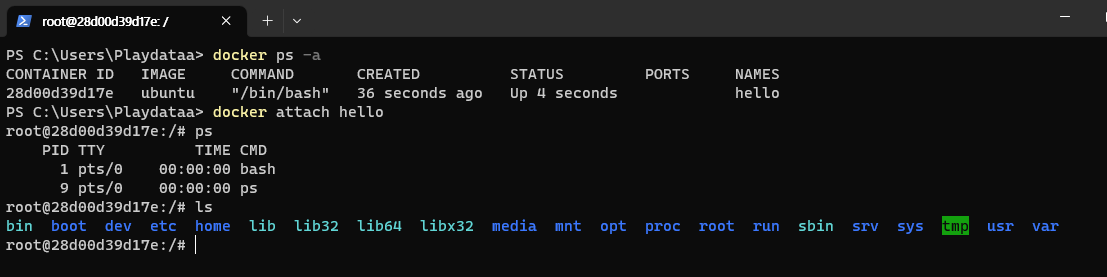 root@28d00d39d17e: /
PS C:\Users\Playdataa> docker ps -a
CONTAINER ID   IMAGE     COMMAND       CREATED          STATUS         PORTS     NAMES
28d00d39d17e   ubuntu    "/bin/bash"   36 seconds ago   Up 4 seconds             hello
PS C:\Users\Playdataa> docker attach hello
root@28d00d39d17e:/# ps
    PID TTY          TIME CMD
      1 pts/0    00:00:00 bash
      9 pts/0    00:00:00 ps
root@28d00d39d17e:/# ls
bin  boot  dev  etc  home  lib  lib32  lib64  libx32  media  mnt  opt  proc  root  run  sbin  srv  sys  tmp  usr  var
root@28d00d39d17e:/#